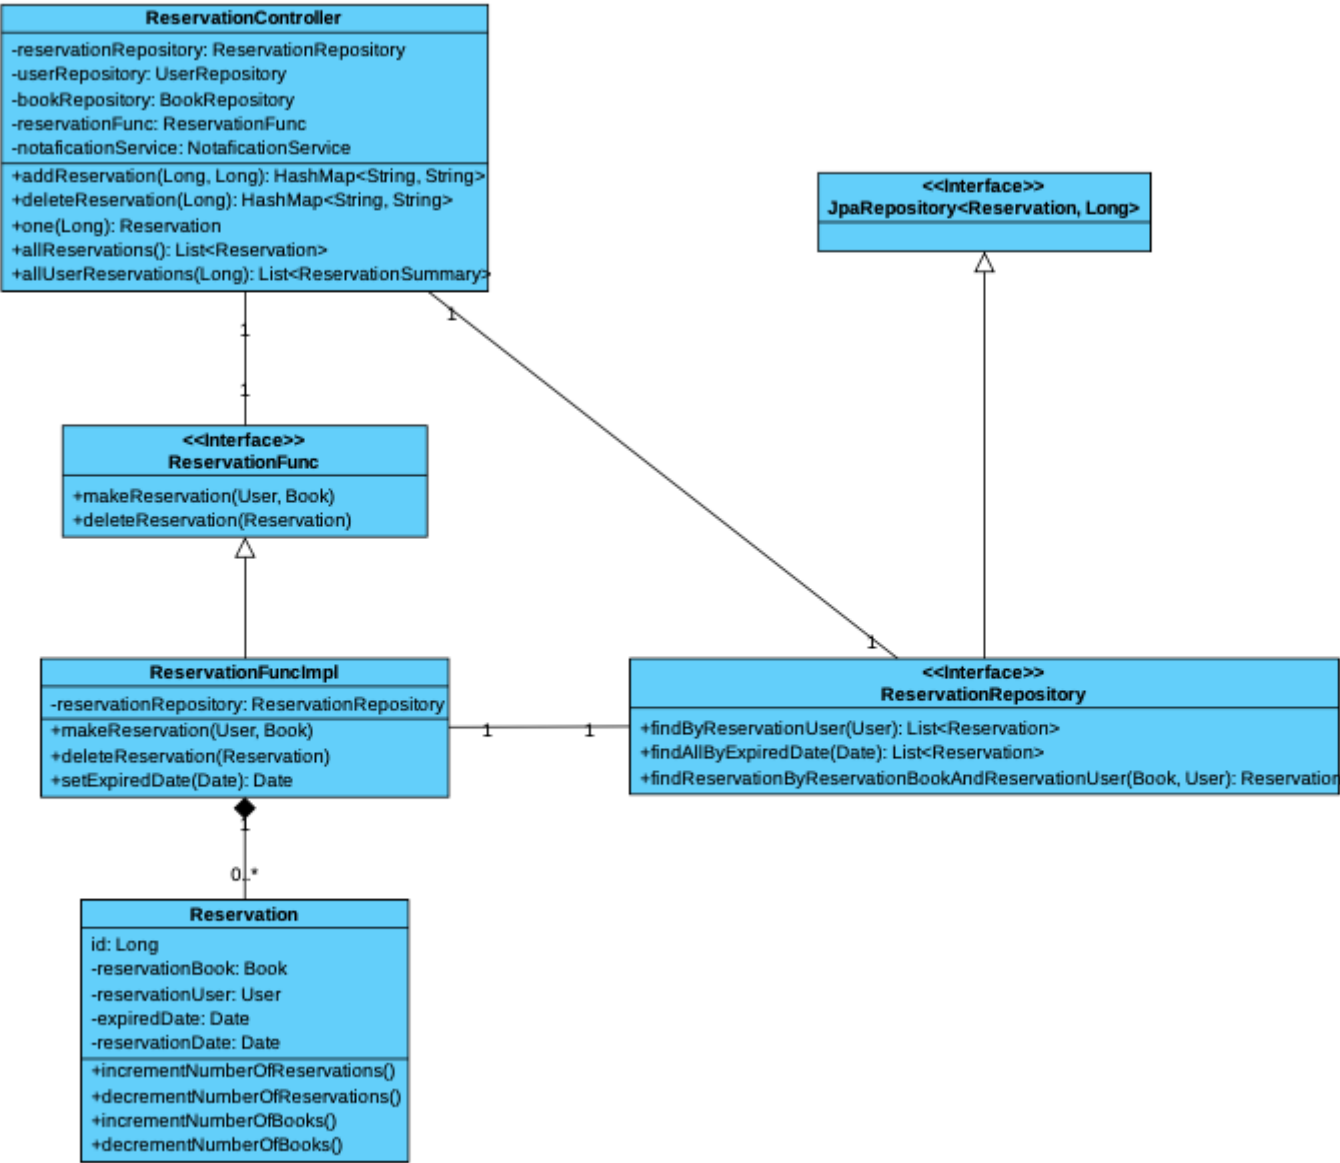 ReservationController
-reservationRepository: ReservationRepository
-userRepository: UserRepository
-bookRepository: BookRepository
-reservationFunc: ReservationFunc
-notaficationService: NotaficationService
+addReservation(Long, Long): HashMap<String, String>
+deleteReservation(Long): HashMap<String, String>
+one(Long): Reservation
+allReservations(): List<Reservation>
+allUserReservations(Long): List<ReservationSummary>
<<Interface>>
JpaRepository<Reservation, Long>
1
1
1
1
<<Interface>>
ReservationFunc
+makeReservation(User, Book)
+deleteReservation(Reservation)
ReservationFuncImpl
-reservationRepository: ReservationRepository
+makeReservation(User, Book)
+deleteReservation(Reservation)
+setExpiredDate(Date): Date
1
1
<<Interface>>
ReservationRepository
+findByReservationUser(User): List<Reservation>
+findAllByExpiredDate(Date): List<Reservation>
+findReservationByReservationBookAndReservationUser(Book, User): Reservation
1
0..*
Reservation
id: Long
-reservationBook: Book
-reservationUser: User
-expiredDate: Date
-reservationDate: Date
+incrementNumberOfReservations()
+decrementNumberOfReservations()
+incrementNumberOfBooks()
+decrementNumberOfBooks()